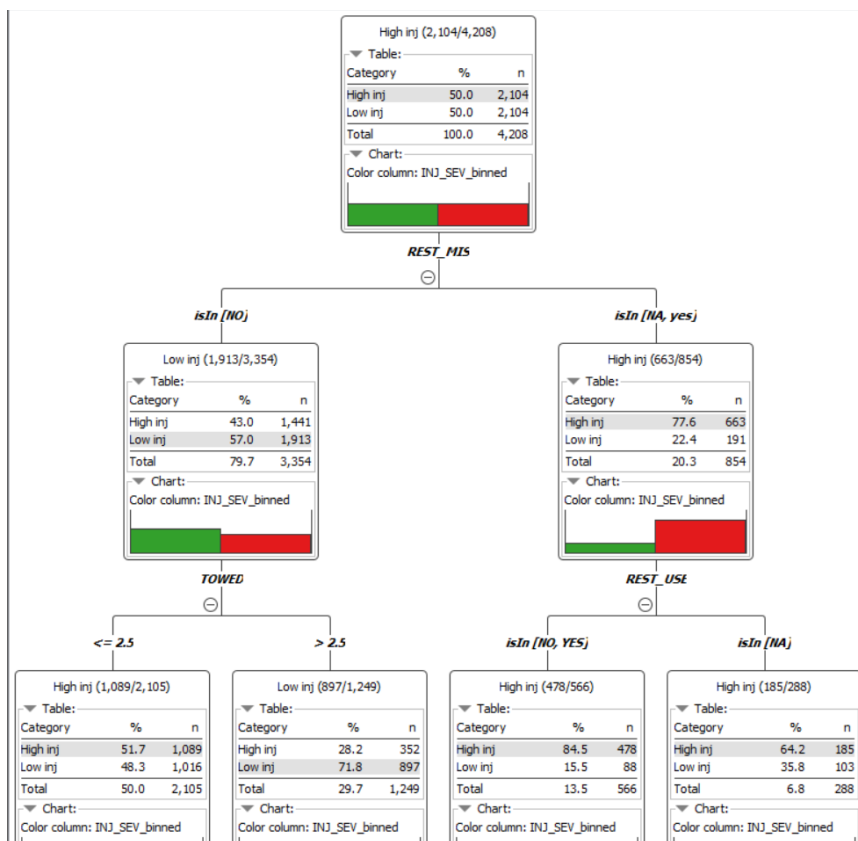 High inj (2,104/4,208)
Table:
Category % n
High inj 50.0 2,104
Low inj 50.0 2,104
Total 100.0 4,208
Chart:
Color column: INJ_SEV_binned
REST_MIS
isIn [NO]
isIn [NA, yes]
Low inj (1,913/3,354)
Table:
Category % n
High inj 43.0 1,441
Low inj 57.0 1,913
Total 79.7 3,354
Chart:
Color column: INJ_SEV_binned
High inj (663/854)
Table:
Category % n
High inj 77.6 663
Low inj 22.4 191
Total 20.3 854
Chart:
Color column: INJ_SEV_binned
TOWED
REST_USE
<= 2.5
> 2.5
isIn [NO, YES]
isIn [NA]
High inj (1,089/2,105)
Table:
Category % n
High inj 51.7 1,089
Low inj 48.3 1,016
Total 50.0 2,105
Chart:
Color column: INJ_SEV_binned
Low inj (897/1,249)
Table:
Category % n
High inj 28.2 352
Low inj 71.8 897
Total 29.7 1,249
Chart:
Color column: INJ_SEV_binned
High inj (478/566)
Table:
Category % n
High inj 84.5 478
Low inj 15.5 88
Total 13.5 566
Chart:
Color column: INJ_SEV_binned
High inj (185/288)
Table:
Category % n
High inj 64.2 185
Low inj 35.8 103
Total 6.8 288
Chart:
Color column: INJ_SEV_binned